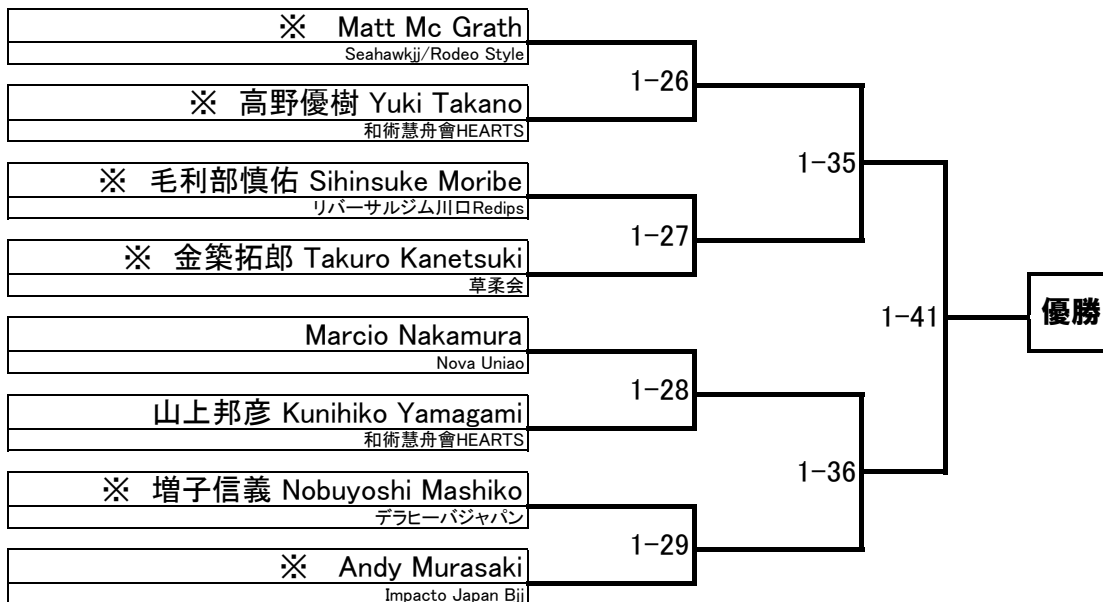 ※ Matt Mc Grath
Seahawkjj/Rodeo Style
1-26
※ 高野優樹 Yuki Takano
和術慧舟會HEARTS
1-35
※ 毛利部慎佑 Sihinsuke Moribe
リバーサルジム川口Redips
1-27
※ 金築拓郎 Takuro Kanetsuki
草柔会
1-41
優勝
Marcio Nakamura
Nova Uniao
1-28
山上邦彦 Kunihiko Yamagami
和術慧舟會HEARTS
1-36
※ 増子信義 Nobuyoshi Mashiko
デラヒーバジャパン
1-29
※ Andy Murasaki
Impacto Japan Bjj